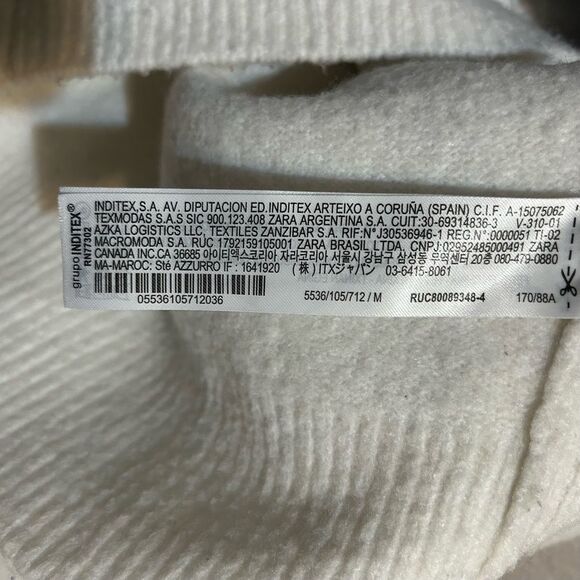 grupo INDITEX®
RN77302
INDITEX,S.A. AV. DIPUTACION ED.INDITEX ARTEIXO A CORUÑA (SPAIN) C.I.F. A-15075062
TEXMODAS S.A.S SIC 900.123.408 ZARA ARGENTINA S.A. CUIT:30-69314836-3 V-310-01
AZKA LOGISTICS LLC, TEXTILES ZANZIBAR S.A. RIF:N°J30536946-1 REG.N°:0000051 TI-02
MACROMODA S.A. RUC 1792159105001 ZARA BRASIL LTDA. CNPJ:02952485000491 ZARA
CANADA INC.CA 36685 아이티엑스코리아 자라코리아 서울시 강남구 삼성동 무역센터 20층 080-479-0880
MA-MAROC: Sté AZZURRO IF : 1641920 (株) ITXジャパン 03-6415-8061
05536105712036 5536/105/712 / M RUC80089348-4 170/88A